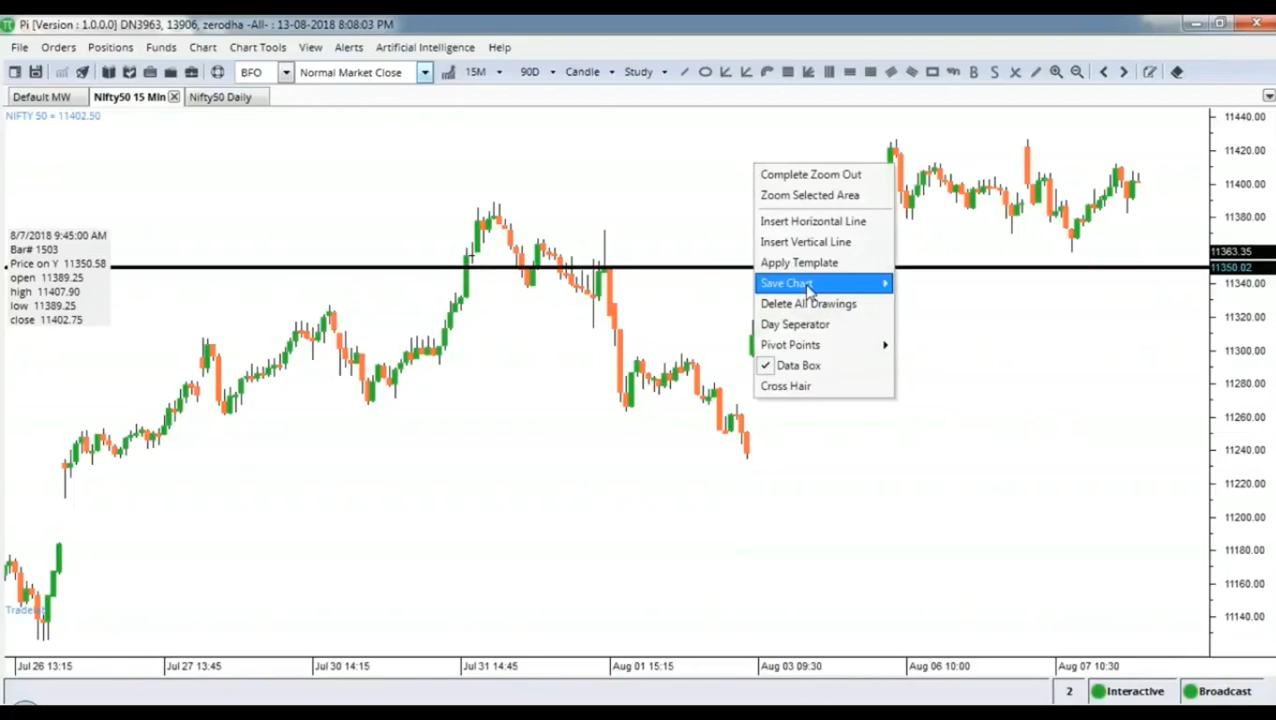 Pi [Version : 1.0.0.0] DN3963, 13906, zerodha -All- : 13-08-2018 8:08:03 PM
File Orders Positions Funds Chart Chart Tools View Alerts Artificial Intelligence Help
BFO Normal Market Close 15M 90D Candle Study B S
Default MW Nifty50 15 Min Nifty50 Daily
NIFTY 50 = 11402.50
8/7/2018 9:45:00 AM
Bar# 1503
Price on Y 11350.58
open 11389.25
high 11407.90
low 11389.25
close 11402.75
Complete Zoom Out
Zoom Selected Area
Insert Horizontal Line
Insert Vertical Line
Apply Template
Save Chart
Delete All Drawings
Day Seperator
Pivot Points
Data Box
Cross Hair
11440.00
11420.00
11400.00
11380.00
11363.35
11350.02
11340.00
11320.00
11300.00
11280.00
11260.00
11240.00
11220.00
11200.00
11180.00
11160.00
11140.00
Jul 26 13:15 Jul 27 13:45 Jul 30 14:15 Jul 31 14:45 Aug 01 15:15 Aug 03 09:30 Aug 06 10:00 Aug 07 10:30
2 Interactive Broadcast